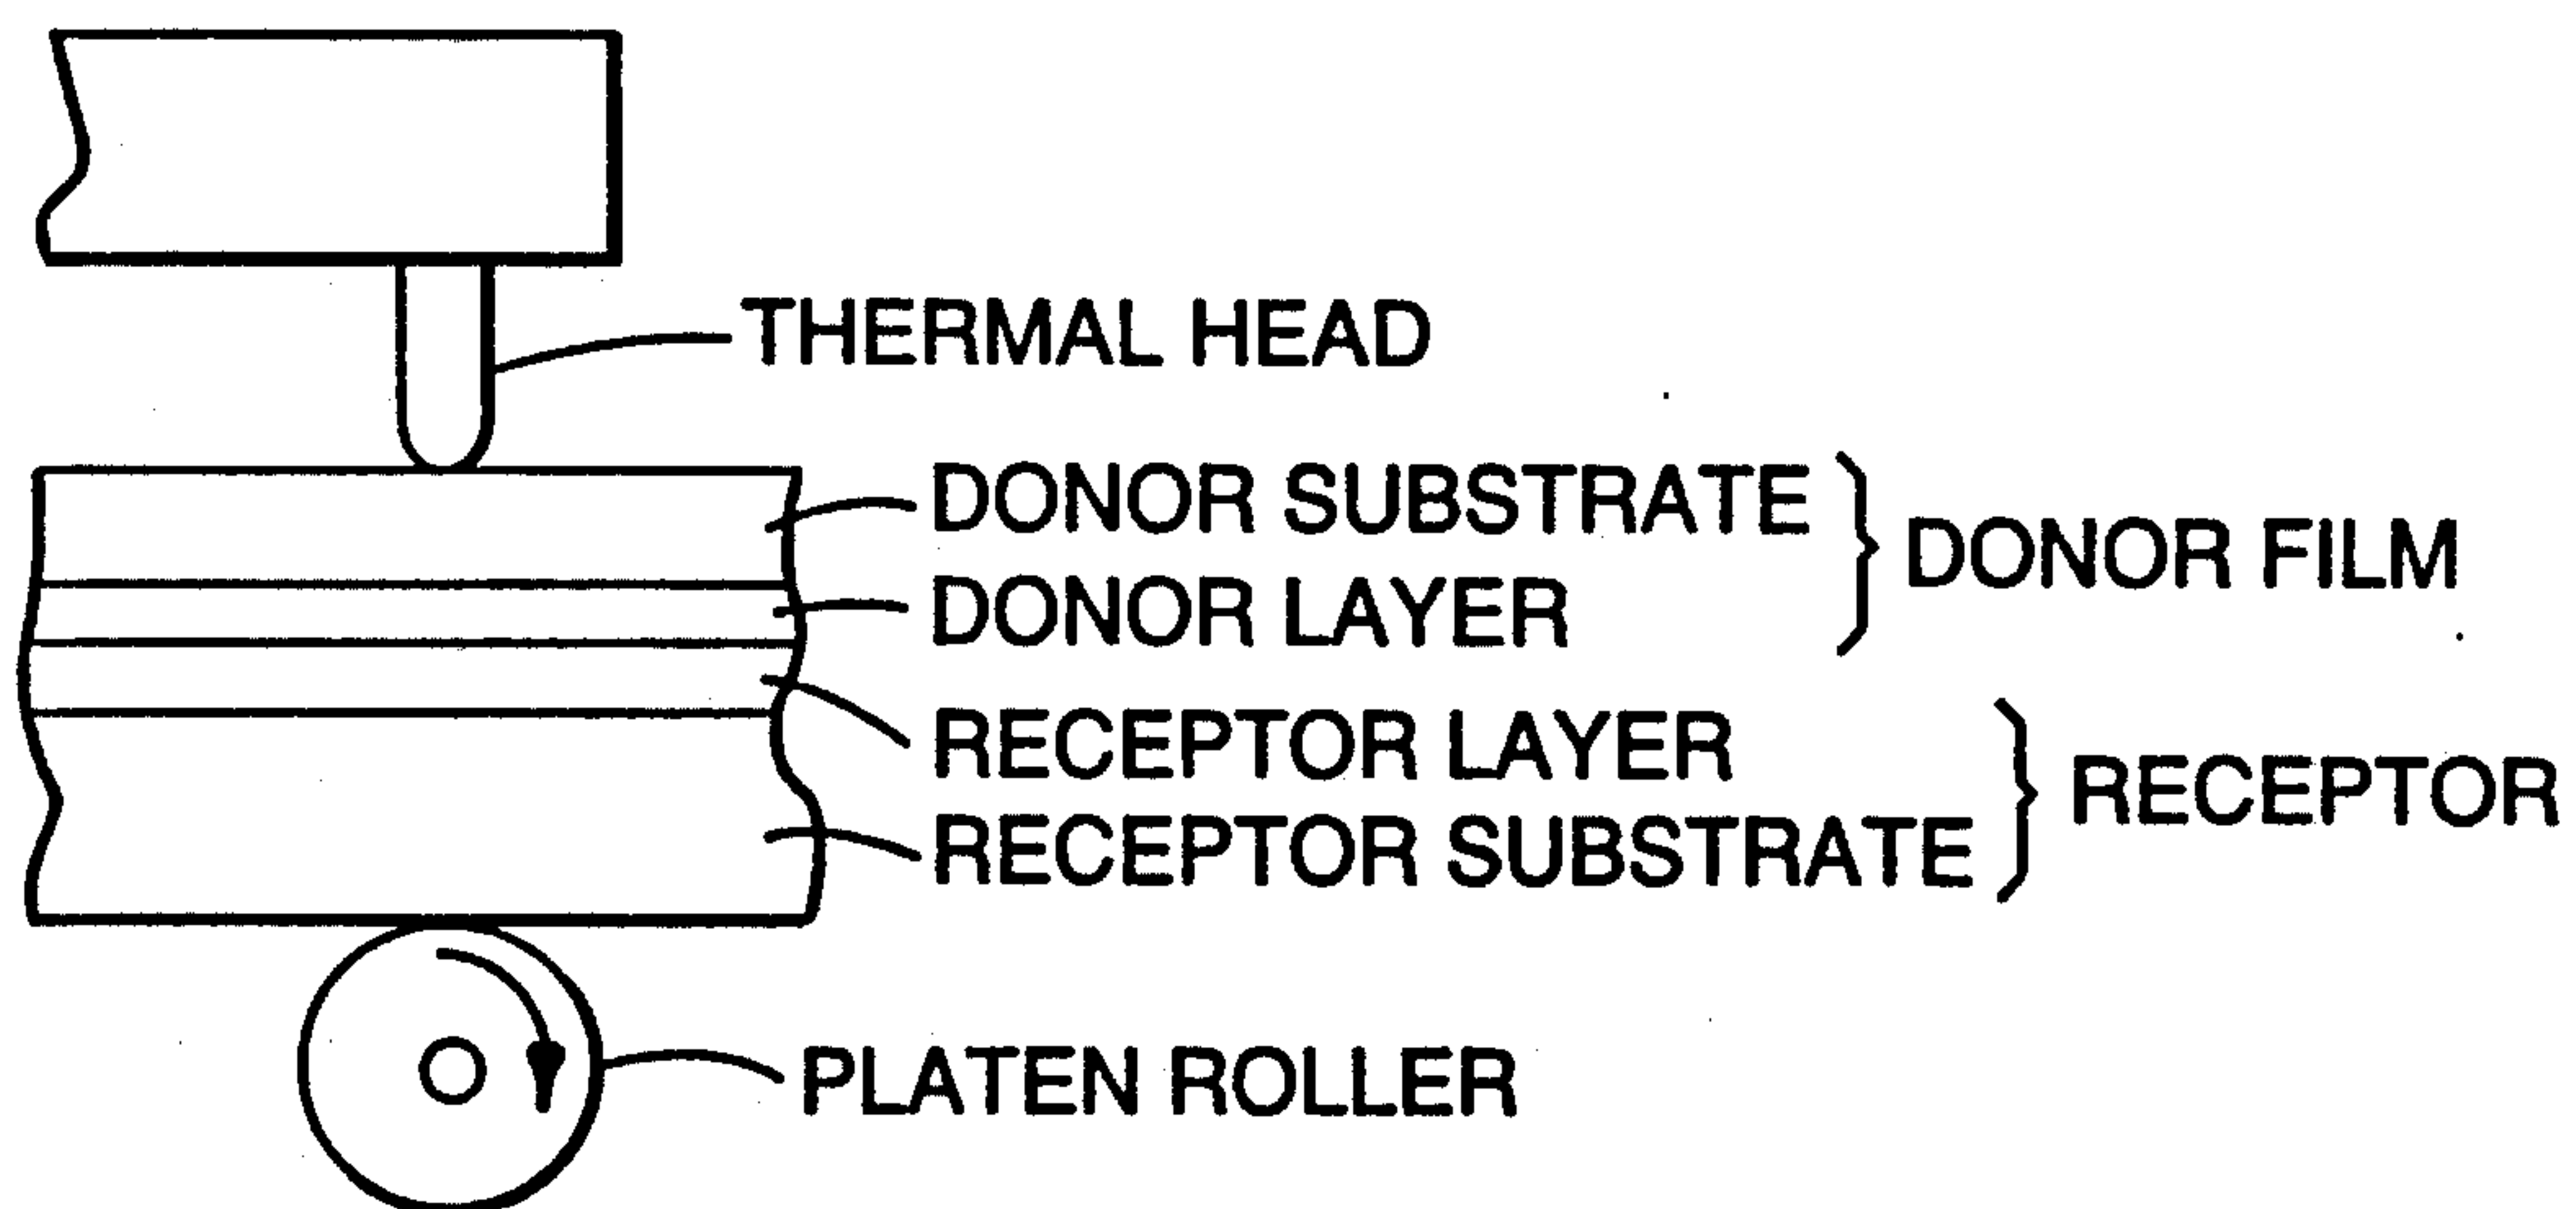 THERMAL HEAD
DONOR SUBSTRATE
DONOR LAYER
DONOR FILM
RECEPTOR LAYER
RECEPTOR SUBSTRATE
RECEPTOR
PLATEN ROLLER